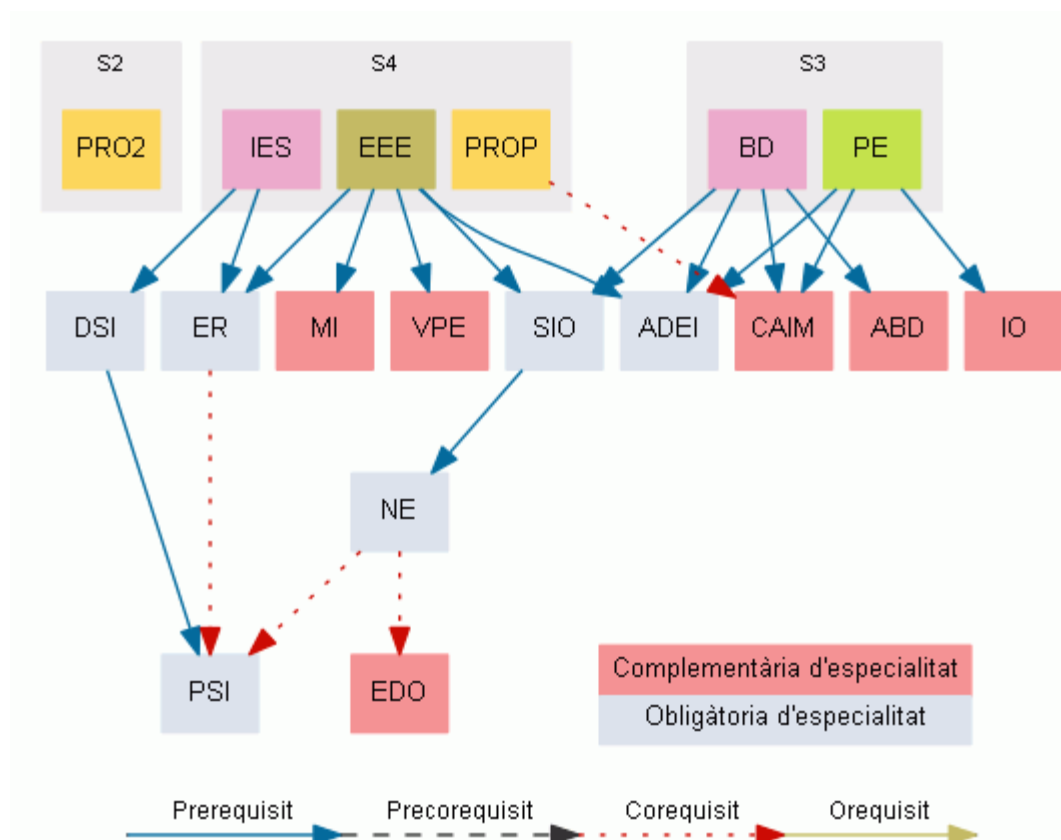 S2
S4
S3
PRO2
IES
EEE
PROP
BD
PE
DSI
ER
MI
VPE
SIO
ADEI
CAIM
ABD
IO
NE
PSI
EDO
Complementària d'especialitat
Obligàtoria d'especialitat
Prerequisit
Precorequisit
Corequisit
Orequisit